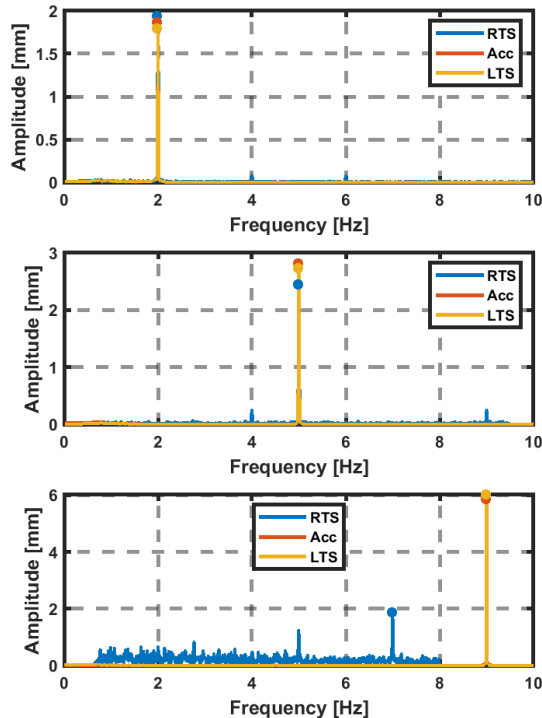 Amplitude [mm]
2
1.5
1
0.5
0
RTS
Acc
LTS
0 2 4 6 8 10
Frequency [Hz]
Amplitude [mm]
3
2
1
0
RTS
Acc
LTS
0 2 4 6 8 10
Frequency [Hz]
Amplitude [mm]
6
4
2
0
RTS
Acc
LTS
0 2 4 6 8 10
Frequency [Hz]